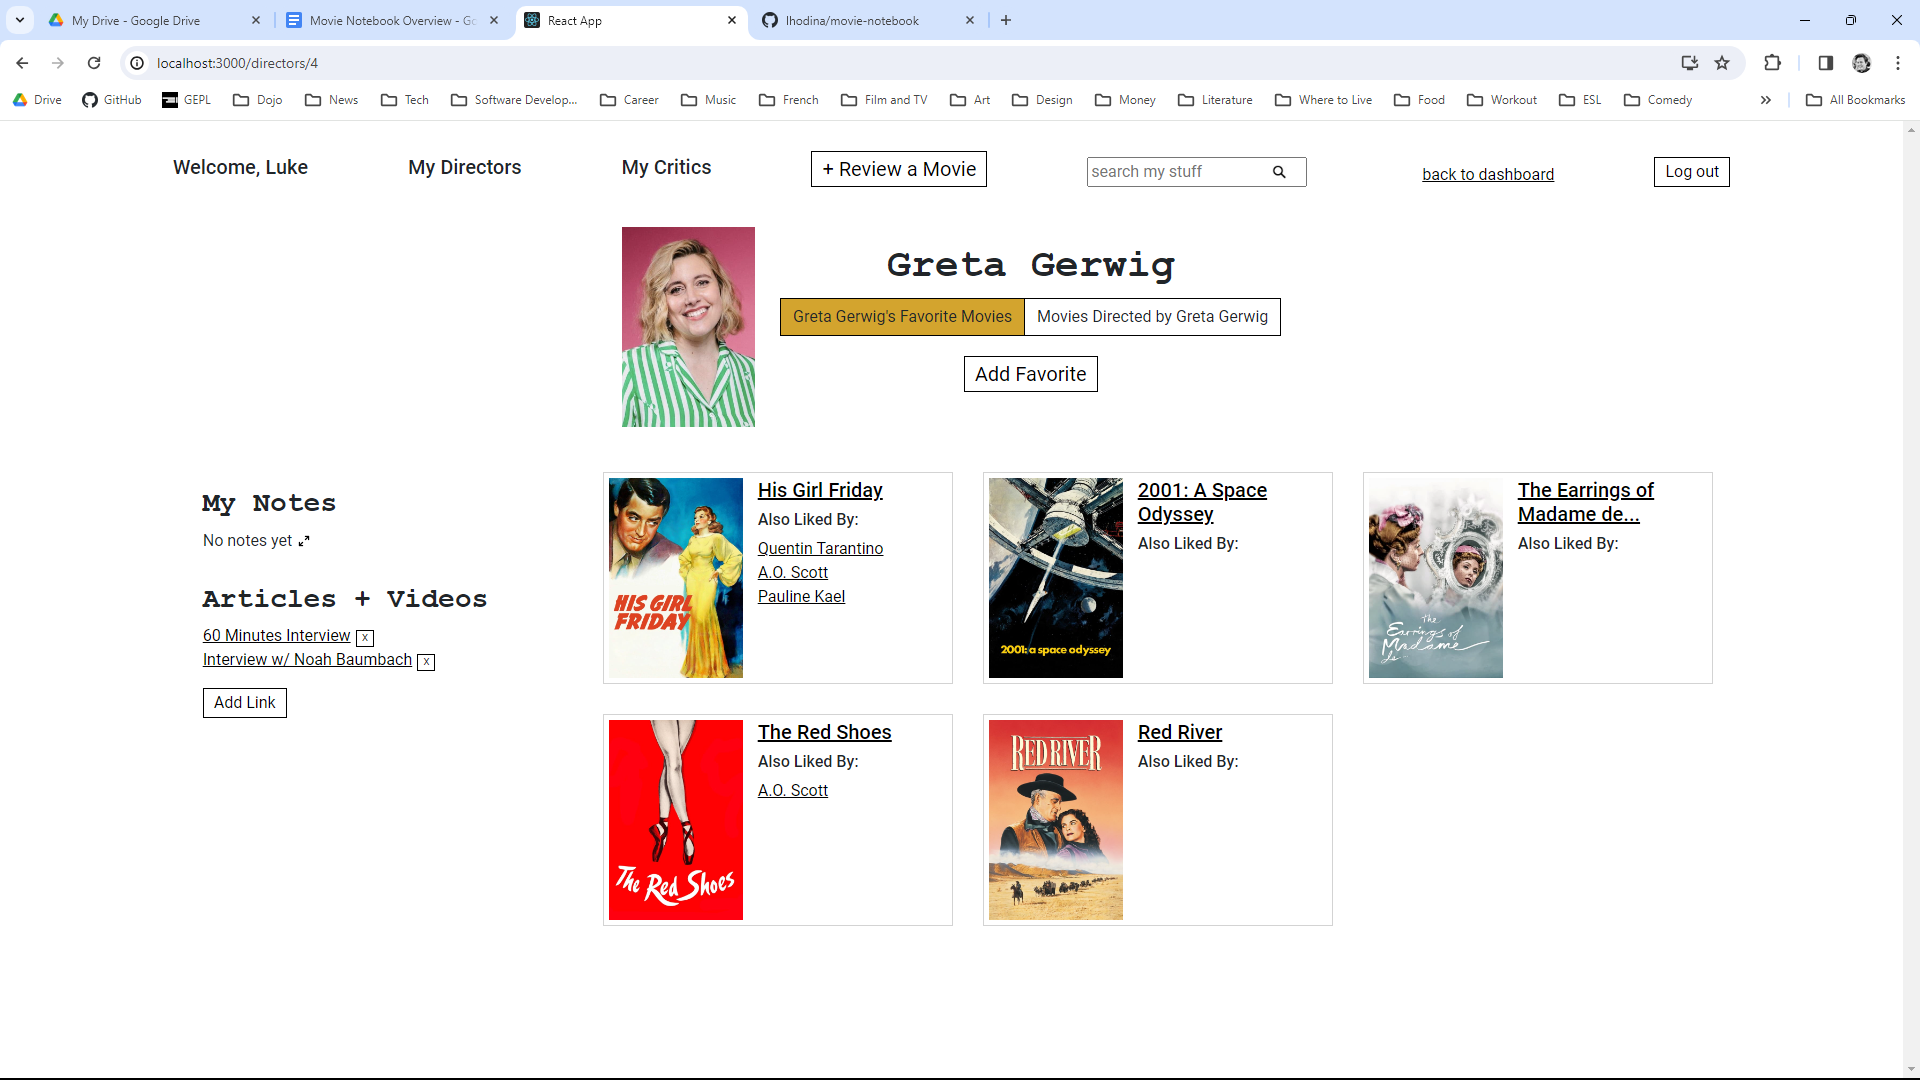 My Drive - Google Drive
Movie Notebook Overview - Go
React App
lhodina/movie-notebook
localhost:3000/directors/4
Drive
GitHub
GEPL
Dojo
News
Tech
Software Develop...
Career
Music
French
Film and TV
Art
Design
Money
Literature
Where to Live
Food
Workout
ESL
Comedy
All Bookmarks
Welcome, Luke
My Directors
My Critics
+ Review a Movie
search my stuff
back to dashboard
Log out
Greta Gerwig
Greta Gerwig's Favorite Movies
Movies Directed by Greta Gerwig
Add Favorite
My Notes
No notes yet
Articles + Videos
60 Minutes Interview x
Interview w/ Noah Baumbach x
Add Link
HIS GIRL
FRIDAY
His Girl Friday
Also Liked By:
Quentin Tarantino
A.O. Scott
Pauline Kael
2001: a space odyssey
2001: A Space
Odyssey
Also Liked By:
the
Earrings of
Madame
de...
The Earrings of
Madame de...
Also Liked By:
The Red Shoes
The Red Shoes
Also Liked By:
A.O. Scott
RED RIVER
Red River
Also Liked By: